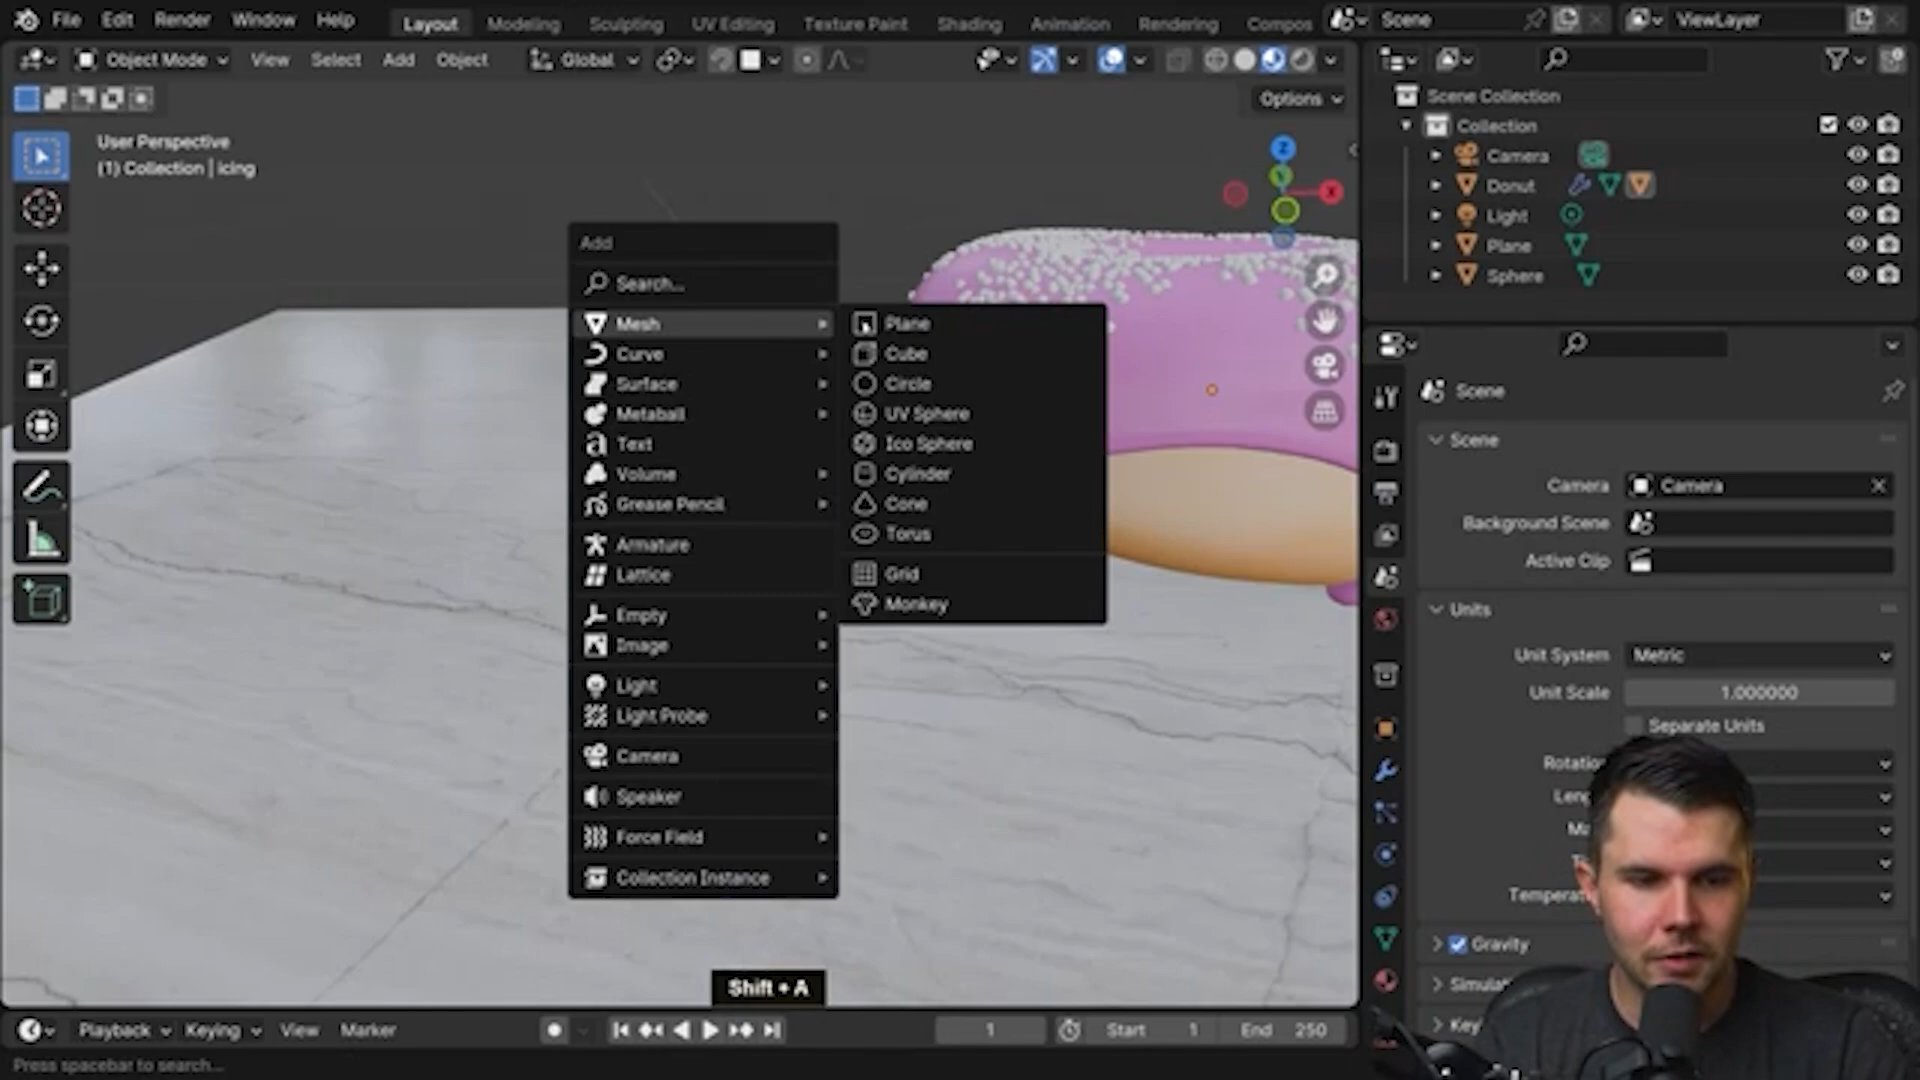 File Edit Render Window Help Layout Modeling Sculpting UV Editing Texture Paint Shading Animation Rendering Compos Scene ViewLayer
Object Mode View Select Add Object Global
Options
User Perspective
(1) Collection | icing
Z
Y
X
Add
Search...
Mesh
Curve
Surface
Metaball
Text
Volume
Grease Pencil
Armature
Lattice
Empty
Image
Light
Light Probe
Camera
Speaker
Force Field
Collection Instance
Plane
Cube
Circle
UV Sphere
Ico Sphere
Cylinder
Cone
Torus
Grid
Monkey
Shift + A
Scene Collection
Collection
Camera
Donut
Light
Plane
Sphere
Scene
Scene
Camera Camera
Background Scene
Active Clip
Units
Unit System Metric
Unit Scale 1.000000
Separate Units
Gravity
Playback Keying View Marker 1 Start 1 End 250
Press spacebar to search...